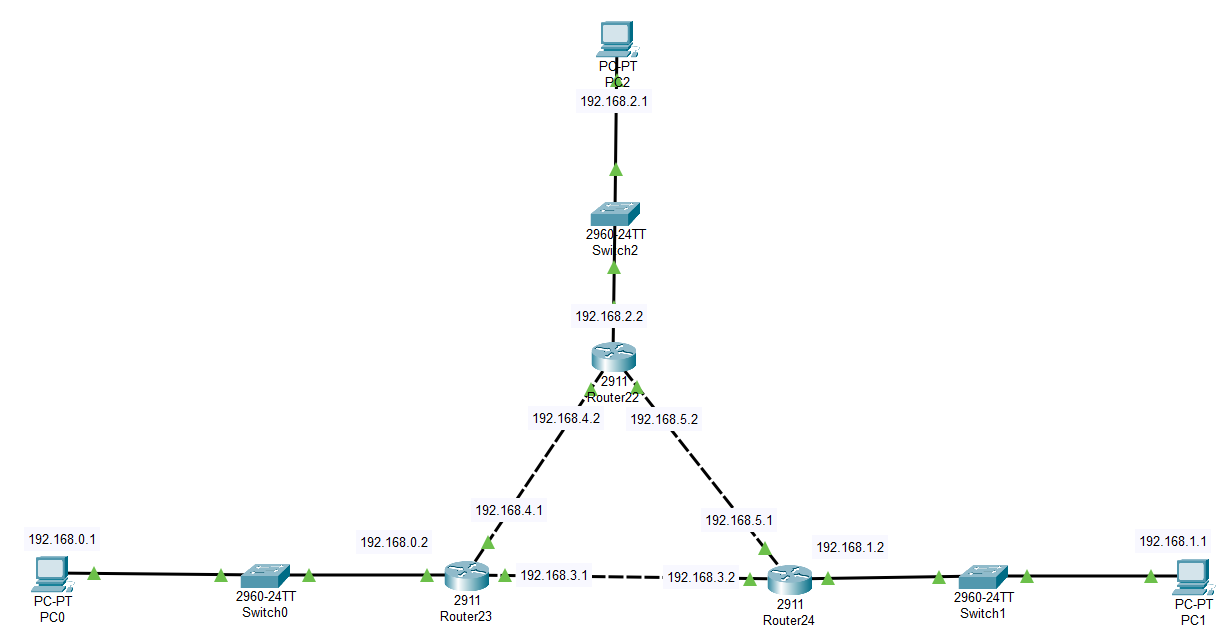 PC-PT
PC2
192.168.2.1
2960-24TT
Switch2
192.168.2.2
2911
Router22
192.168.4.2
192.168.5.2
192.168.4.1
192.168.5.1
192.168.0.1
192.168.0.2
192.168.1.2
192.168.1.1
192.168.3.1
192.168.3.2
PC-PT
PC0
2960-24TT
Switch0
2911
Router23
2911
Router24
2960-24TT
Switch1
PC-PT
PC1